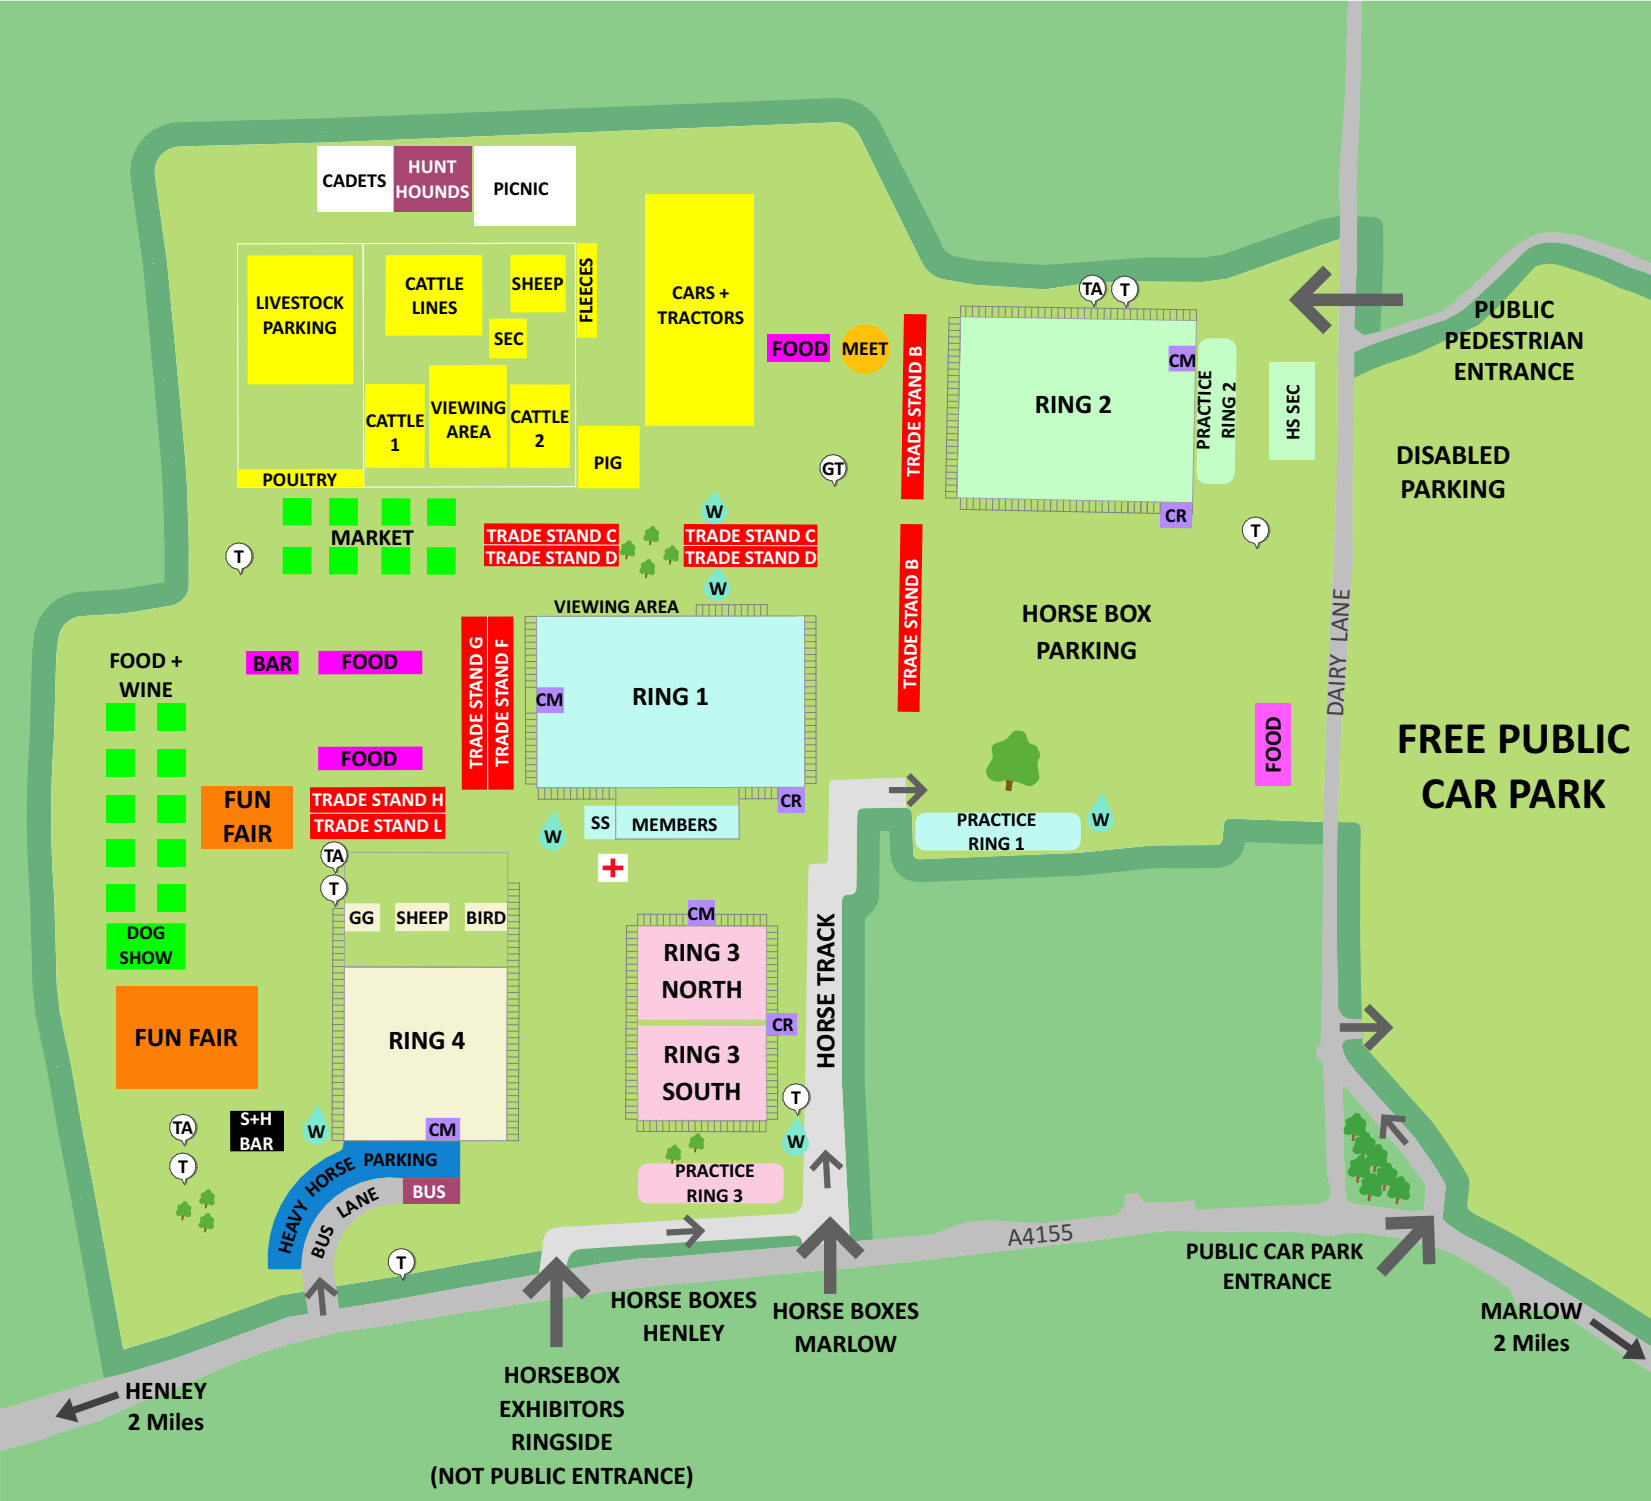 CADETS
HUNT
HOUNDS
PICNIC
LIVESTOCK
PARKING
CATTLE
LINES
SHEEP
SEC
FLEECES
CATTLE
1
VIEWING
AREA
CATTLE
2
POULTRY
PIG
CARS +
TRACTORS
FOOD
MEET
TRADE STAND B
TA
T
RING 2
CM
PRACTICE
RING 2
HS SEC
CR
T
PUBLIC
PEDESTRIAN
ENTRANCE
DISABLED
PARKING
GT
MARKET
T
W
TRADE STAND C
TRADE STAND D
TRADE STAND C
TRADE STAND D
W
TRADE STAND B
HORSE BOX
PARKING
DAIRY LANE
VIEWING AREA
FOOD +
WINE
BAR
FOOD
FOOD
TRADE STAND G
TRADE STAND F
CM
RING 1
CR
FOOD
FREE PUBLIC
CAR PARK
FUN
FAIR
TRADE STAND H
TRADE STAND L
W
SS
MEMBERS
PRACTICE
RING 1
W
TA
T
GG
SHEEP
BIRD
DOG
SHOW
CM
RING 3
NORTH
CR
RING 3
SOUTH
HORSE TRACK
FUN FAIR
RING 4
T
W
TA
T
S+H
BAR
W
CM
HEAVY HORSE PARKING
BUS LANE
BUS
PRACTICE
RING 3
T
A4155
PUBLIC CAR PARK
ENTRANCE
HORSE BOXES
HENLEY
HORSE BOXES
MARLOW
MARLOW
2 Miles
HENLEY
2 Miles
HORSEBOX
EXHIBITORS
RINGSIDE
(NOT PUBLIC ENTRANCE)